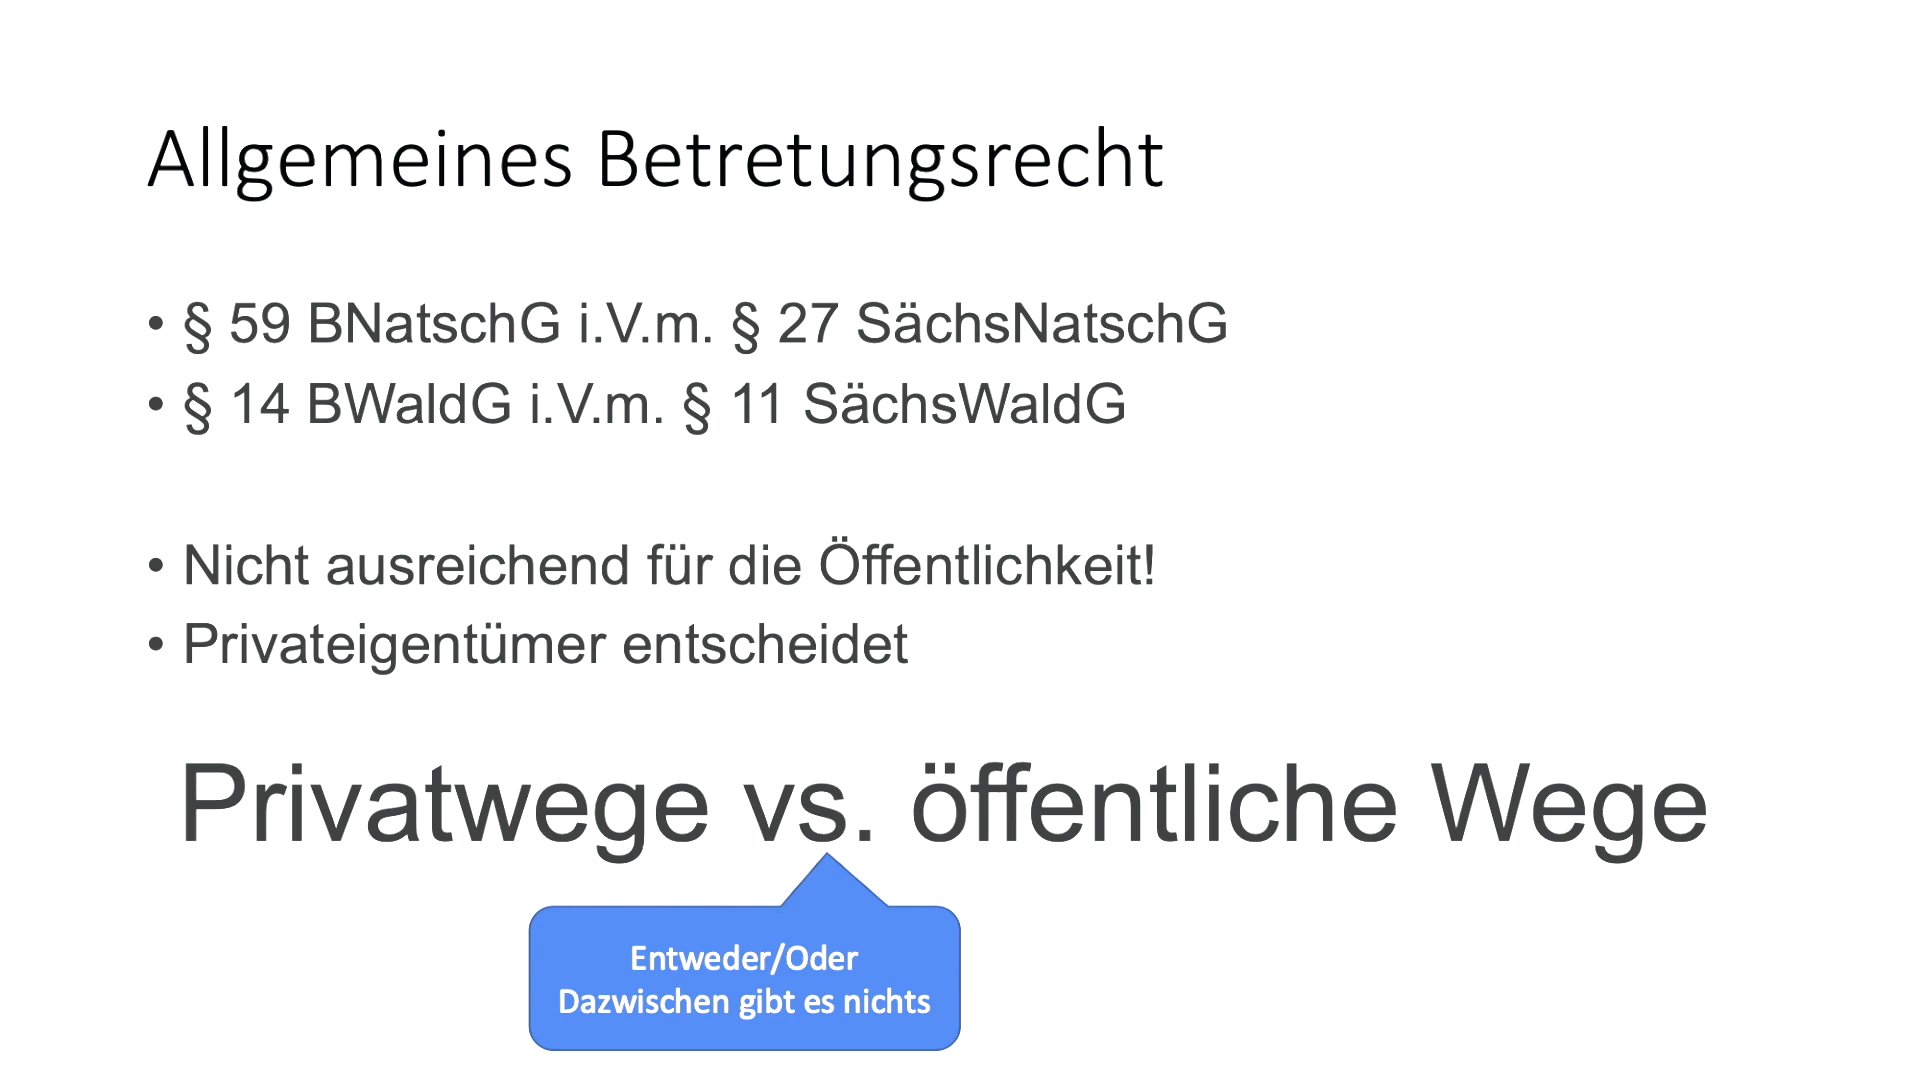 Allgemeines Betretungsrecht
• § 59 BNatschG i.V.m. § 27 SächsNatschG
• § 14 BWaldG i.V.m. § 11 SächsWaldG
• Nicht ausreichend für die Öffentlichkeit!
• Privateigentümer entscheidet
Privatwege vs. öffentliche Wege
Entweder/Oder
Dazwischen gibt es nichts